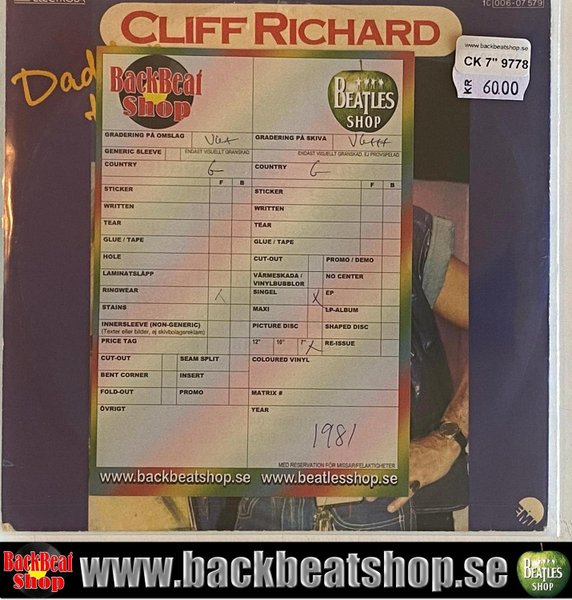 1C 006-07 579
CLIFF RICHARD
www.backbeatshop.se
CK 7" 9778
KR 60.00
Dad
BackBeat
Shop
BEATLES
SHOP
GRADERING PÅ OMSLAG VG+ GRADERING PÅ SKIVA VG++
GENERIC SLEEVE ENDAST VISUELLT GRANSKAD ENDAST VISUELLT GRANSKAD, EJ PROVSPELAD
COUNTRY G COUNTRY G
F B F B
STICKER STICKER
WRITTEN WRITTEN
TEAR TEAR
GLUE / TAPE GLUE / TAPE
HOLE CUT-OUT PROMO / DEMO
LAMINATSLÄPP VÄRMESKADA / VINYLBUBBLOR NO CENTER
RINGWEAR X SINGEL X EP
STAINS MAXI LP-ALBUM
INNERSLEEVE (NON-GENERIC) PICTURE DISC SHAPED DISC
(Texter eller bilder, ej skivbolagsreklam)
PRICE TAG 12" 10" 7" X RE-ISSUE
CUT-OUT SEAM SPLIT COLOURED VINYL
BENT CORNER INSERT
FOLD-OUT PROMO MATRIX #
ÖVRIGT YEAR
1981
MED RESERVATION FÖR MISSAR/FELAKTIGHETER
www.backbeatshop.se www.beatlesshop.se
EMI
BackBeat
Shop
www.backbeatshop.se
BEATLES
SHOP